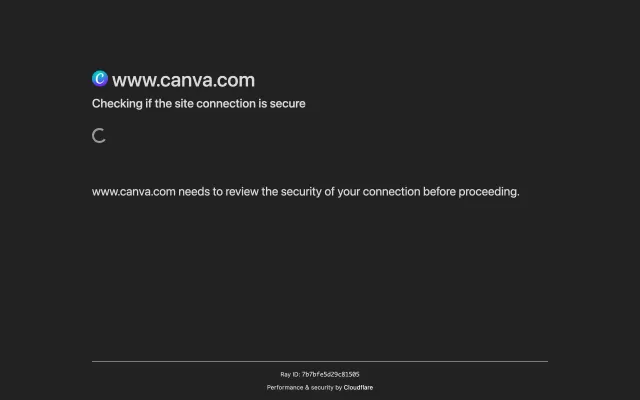 www.canva.com
Checking if the site connection is secure
www.canva.com needs to review the security of your connection before proceeding.
Ray ID: 7b7bfe5d29c81505
Performance & security by Cloudflare